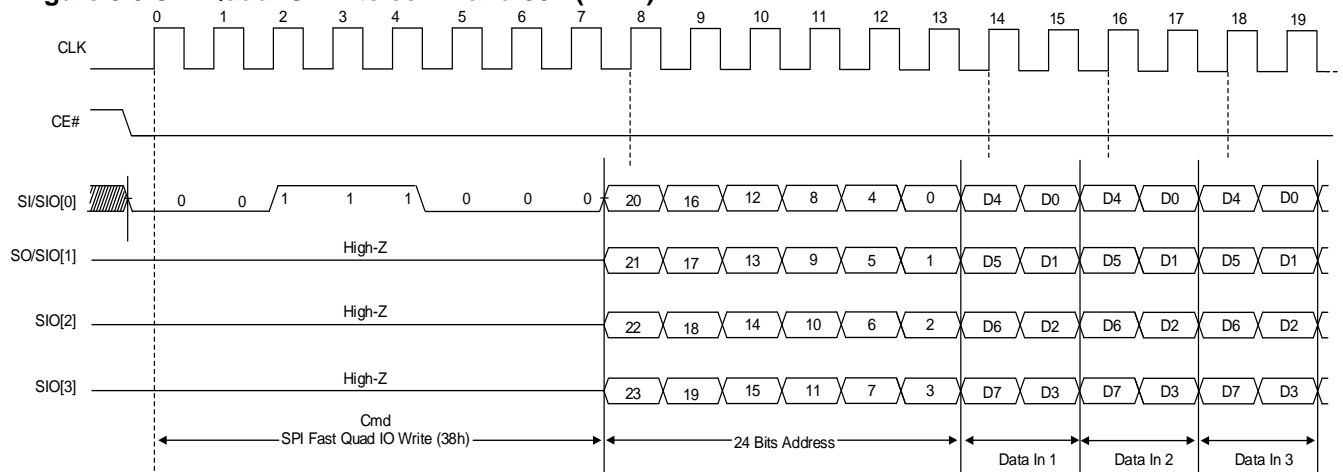 0 1 2 3 4 5 6 7 8 9 10 11 12 13 14 15 16 17 18 19
CLK
CE#
SI/SIO[0] 0 0 1 1 1 0 0 0 20 16 12 8 4 0 D4 D0 D4 D0 D4 D0
SO/SIO[1] High-Z 21 17 13 9 5 1 D5 D1 D5 D1 D5 D1
SIO[2] High-Z 22 18 14 10 6 2 D6 D2 D6 D2 D6 D2
SIO[3] High-Z 23 19 15 11 7 3 D7 D3 D7 D3 D7 D3
Cmd
SPI Fast Quad IO Write (38h) 24 Bits Address
Data In 1 Data In 2 Data In 3